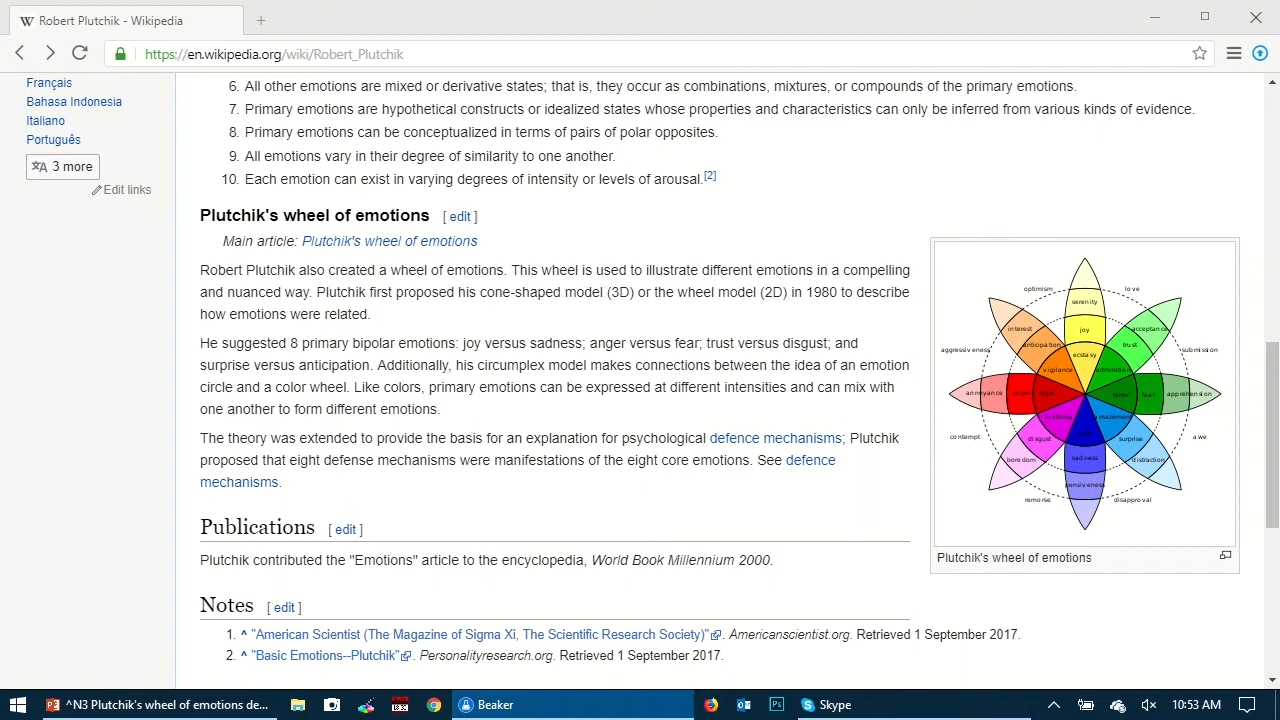 Robert Plutchik - Wikipedia
https://en.wikipedia.org/wiki/Robert_Plutchik
Français
Bahasa Indonesia
Italiano
Português
3 more
Edit links
6. All other emotions are mixed or derivative states; that is, they occur as combinations, mixtures, or compounds of the primary emotions.
7. Primary emotions are hypothetical constructs or idealized states whose properties and characteristics can only be inferred from various kinds of evidence.
8. Primary emotions can be conceptualized in terms of pairs of polar opposites.
9. All emotions vary in their degree of similarity to one another.
10. Each emotion can exist in varying degrees of intensity or levels of arousal.[2]
Plutchik's wheel of emotions [ edit ]
Main article: Plutchik's wheel of emotions
Robert Plutchik also created a wheel of emotions. This wheel is used to illustrate different emotions in a compelling
and nuanced way. Plutchik first proposed his cone-shaped model (3D) or the wheel model (2D) in 1980 to describe
how emotions were related.
He suggested 8 primary bipolar emotions: joy versus sadness; anger versus fear; trust versus disgust; and
surprise versus anticipation. Additionally, his circumplex model makes connections between the idea of an emotion
circle and a color wheel. Like colors, primary emotions can be expressed at different intensities and can mix with
one another to form different emotions.
The theory was extended to provide the basis for an explanation for psychological defence mechanisms; Plutchik
proposed that eight defense mechanisms were manifestations of the eight core emotions. See defence
mechanisms.
Publications [ edit ]
Plutchik contributed the "Emotions" article to the encyclopedia, World Book Millennium 2000.
Notes [ edit ]
1. ^ "American Scientist (The Magazine of Sigma Xi, The Scientific Research Society)". Americanscientist.org. Retrieved 1 September 2017.
2. ^ "Basic Emotions--Plutchik". Personalityresearch.org. Retrieved 1 September 2017.
optimism
love
serenity
interest
joy
acceptance
anticipation
trust
aggressiveness
ecstasy
submission
vigilance
admiration
annoyance
anger
terror
fear
apprehension
amazement
contempt
disgust
surprise
awe
boredom
sadness
distraction
pensiveness
remorse
disapproval
Plutchik's wheel of emotions
^N3 Plutchik's wheel of emotions de...
Beaker
Skype
10:53 AM